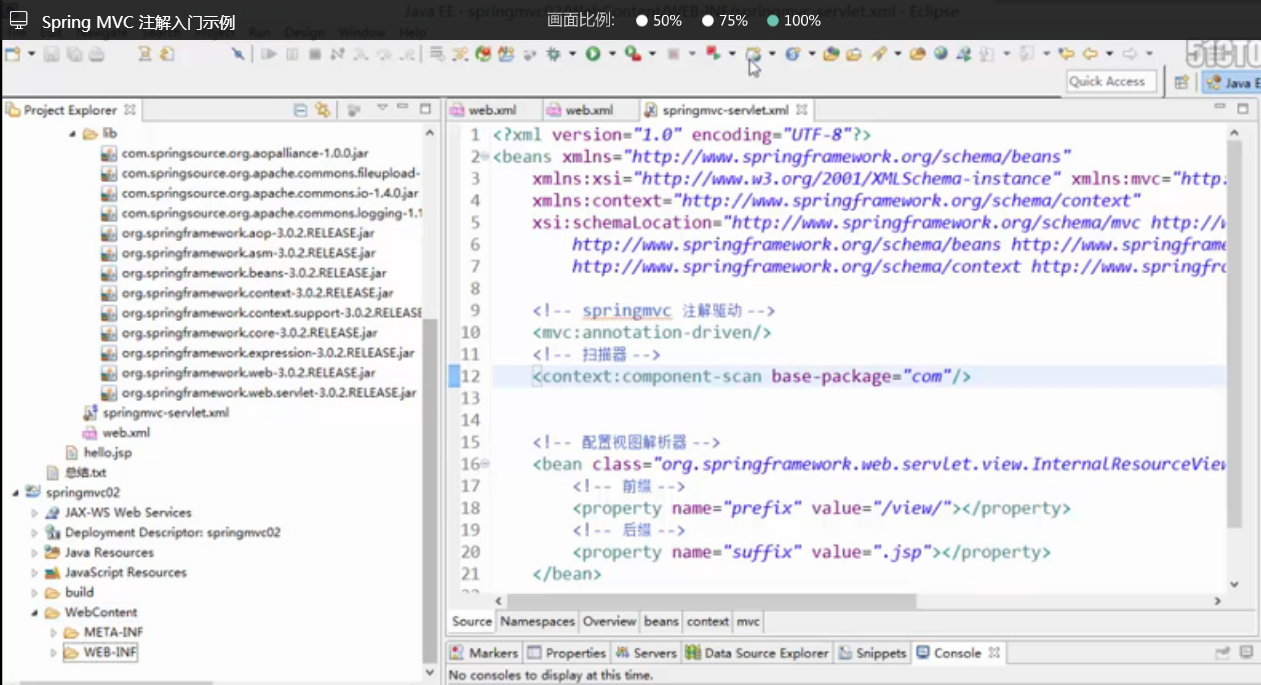 Java EE - springmvc02/WebContent/WEB-INF/springmvc-servlet.xml - Eclipse
Spring MVC 注解入门示例
画面比例: 50% 75% 100%
Run Design Window Help
51CTO
Quick Access
Java E
Project Explorer
lib
com.springsource.org.aopalliance-1.0.0.jar
com.springsource.org.apache.commons.fileupload-
com.springsource.org.apache.commons.io-1.4.0.jar
com.springsource.org.apache.commons.logging-1.1
org.springframework.aop-3.0.2.RELEASE.jar
org.springframework.asm-3.0.2.RELEASE.jar
org.springframework.beans-3.0.2.RELEASE.jar
org.springframework.context-3.0.2.RELEASE.jar
org.springframework.context.support-3.0.2.RELEASE
org.springframework.core-3.0.2.RELEASE.jar
org.springframework.expression-3.0.2.RELEASE.jar
org.springframework.web-3.0.2.RELEASE.jar
org.springframework.web.servlet-3.0.2.RELEASE.jar
springmvc-servlet.xml
web.xml
hello.jsp
总结.txt
springmvc02
JAX-WS Web Services
Deployment Descriptor: springmvc02
Java Resources
JavaScript Resources
build
WebContent
META-INF
WEB-INF
web.xml web.xml springmvc-servlet.xml
1 <?xml version="1.0" encoding="UTF-8"?>
2 <beans xmlns="http://www.springframework.org/schema/beans"
3 xmlns:xsi="http://www.w3.org/2001/XMLSchema-instance" xmlns:mvc="http:
4 xmlns:context="http://www.springframework.org/schema/context"
5 xsi:schemaLocation="http://www.springframework.org/schema/mvc http://w
6 http://www.springframework.org/schema/beans http://www.springframe
7 http://www.springframework.org/schema/context http://www.springfra
8
9 <!-- springmvc 注解驱动 -->
10 <mvc:annotation-driven/>
11 <!-- 扫描器 -->
12 <context:component-scan base-package="com"/>
13
14
15 <!-- 配置视图解析器 -->
16 <bean class="org.springframework.web.servlet.view.InternalResourceView
17 <!-- 前缀 -->
18 <property name="prefix" value="/view/"></property>
19 <!-- 后缀 -->
20 <property name="suffix" value=".jsp"></property>
21 </bean>
Source Namespaces Overview beans context mvc
Markers Properties Servers Data Source Explorer Snippets Console
No consoles to display at this time.